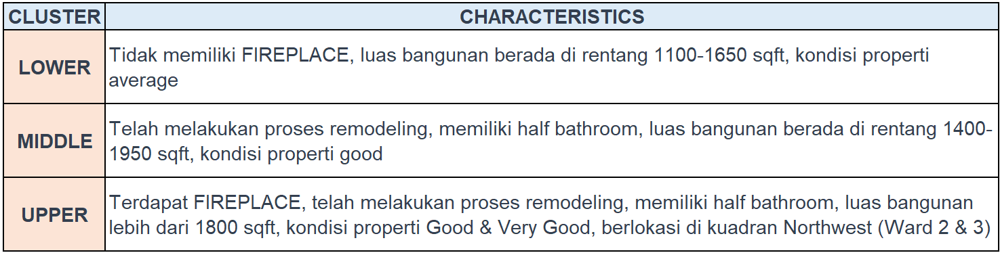 CLUSTER CHARACTERISTICS
LOWER
Tidak memiliki FIREPLACE, luas bangunan berada di rentang 1100-1650 sqft, kondisi properti
average
MIDDLE
Telah melakukan proses remodeling, memiliki half bathroom, luas bangunan berada di rentang 1400-
1950 sqft, kondisi properti good
UPPER
Terdapat FIREPLACE, telah melakukan proses remodeling, memiliki half bathroom, luas bangunan
lebih dari 1800 sqft, kondisi properti Good & Very Good, berlokasi di kuadran Northwest (Ward 2 & 3)